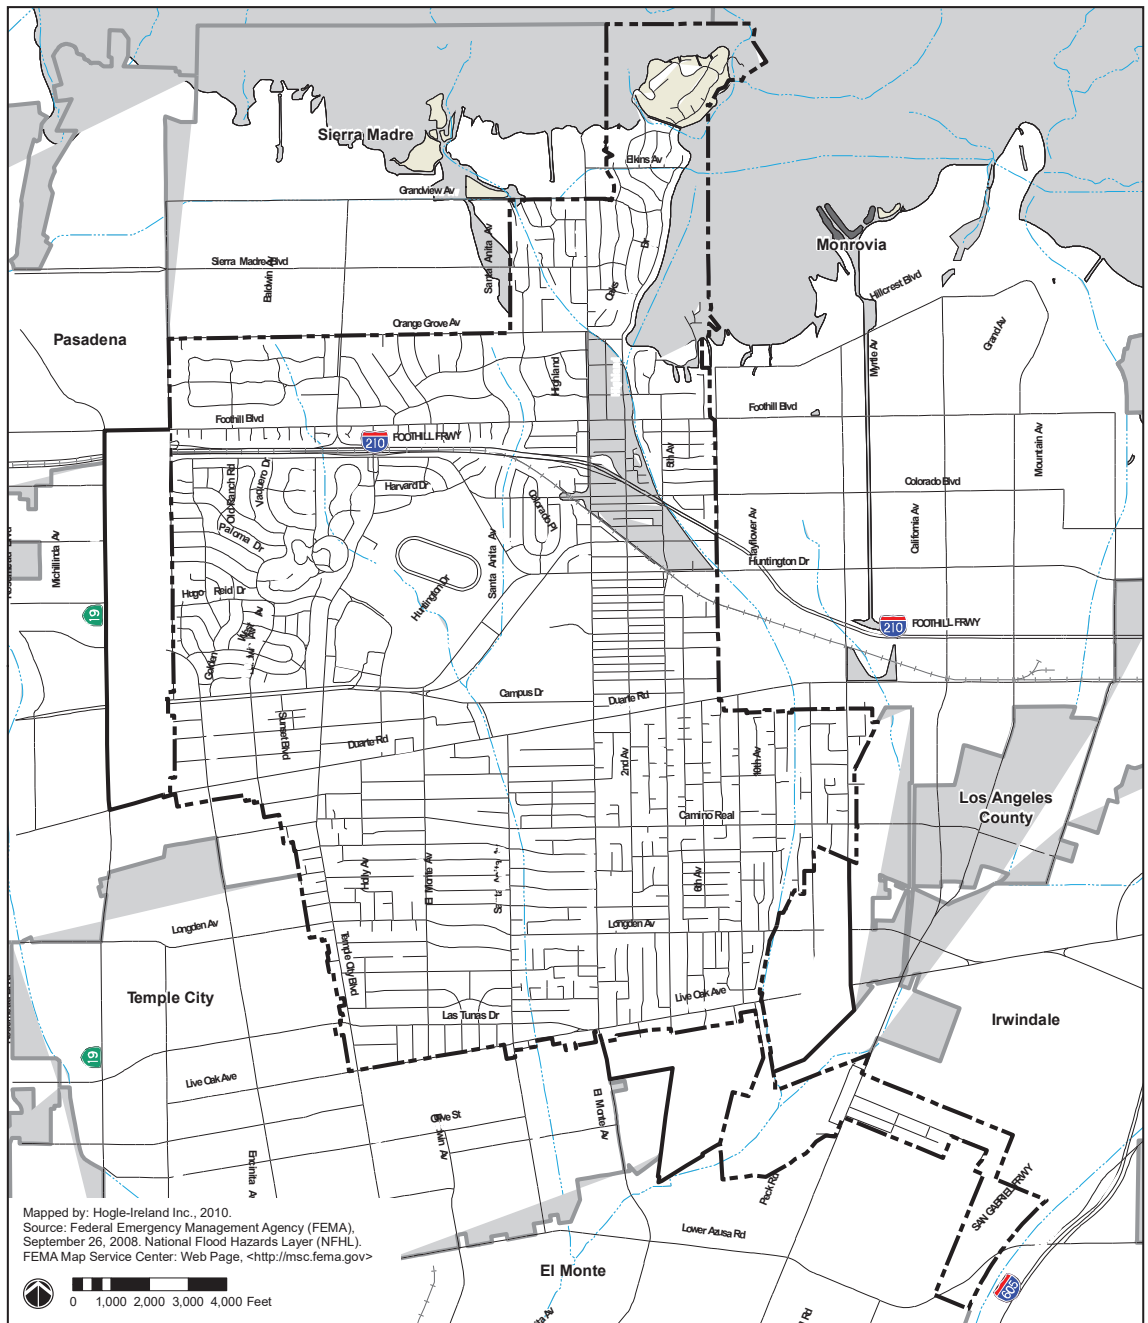 Sierra Madre
Elkins Av
Grandview Av
Monrovia
Santa Anita Av
Dr
Sierra Madre Blvd
Baldwin
Oaks
Hillcrest Blvd
Orange Grove Av
Pasadena
Grand Av
Myrtle Av
Highland
Foothill Blvd
Foothill Blvd
210
FOOTHILL FRWY
5th Av
Mountain Av
Old Ranch Rd
Vaquero Dr
Harvard Dr
Colorado Pl
Colorado Blvd
California Av
Mayflower Av
Paloma Dr
Michillinda Av
Santa Anita Av
Huntington Dr
Huntington Dr
Hugo Reid Dr
19
210
FOOTHILL FRWY
Golden
West
Av
Campus Dr
Duarte Rd
Sunset Blvd
Duarte Rd
2nd Av
10th Av
Los Angeles
County
Camino Real
Holly Av
El Monte Av
6th Av
Longden Av
Longden Av
Temple City Blvd
Temple City
Live Oak Ave
Las Tunas Dr
Irwindale
19
Live Oak Ave
El Monte Av
Encinita Av
Peck Rd
SAN GABRIEL FRWY
Lower Azusa Rd
El Monte
605
Mapped by: Hogle-Ireland Inc., 2010.
Source: Federal Emergency Management Agency (FEMA),
September 26, 2008. National Flood Hazards Layer (NFHL).
FEMA Map Service Center: Web Page, <http://msc.fema.gov>
0 1,000 2,000 3,000 4,000 Feet